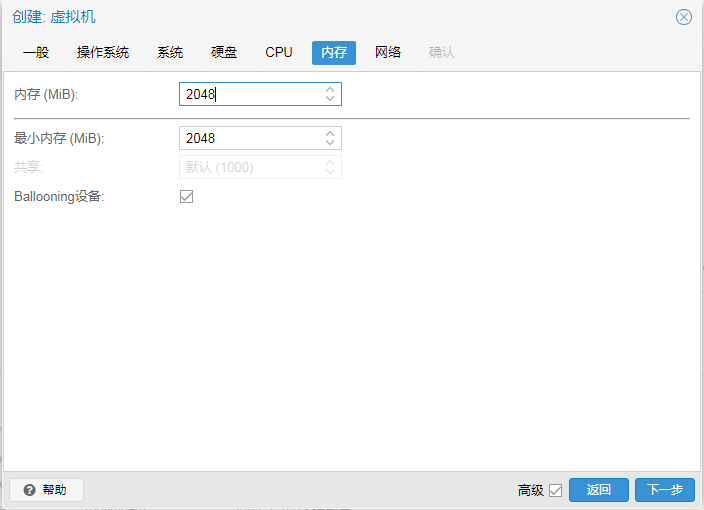 创建: 虚拟机
一般 操作系统 系统 硬盘 CPU 内存 网络 确认
内存 (MiB): 2048
最小内存 (MiB): 2048
共享: 默认 (1000)
Ballooning设备:
帮助 高级 返回 下一步